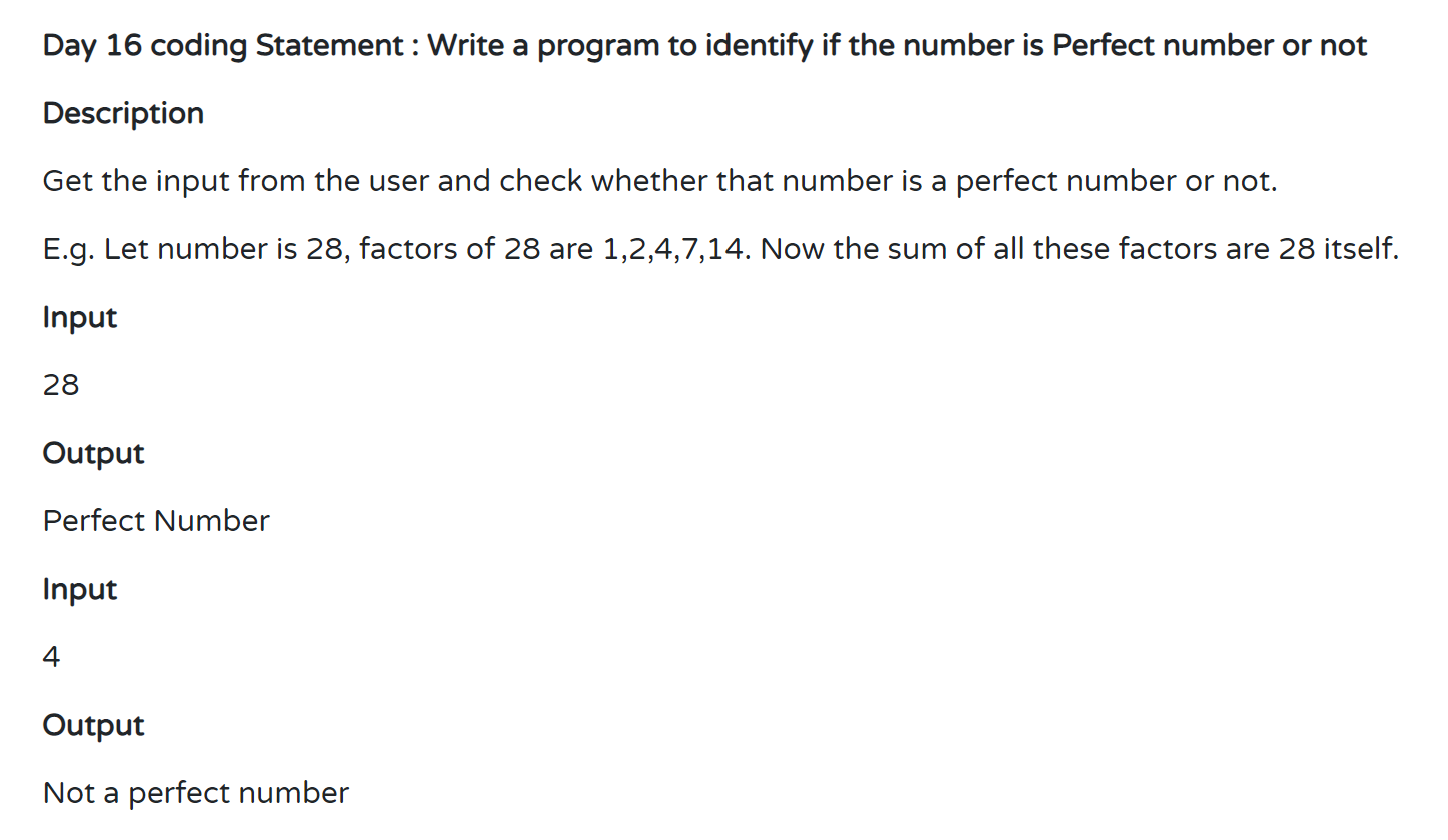 Day 16 coding Statement : Write a program to identify if the number is Perfect number or not
Description
Get the input from the user and check whether that number is a perfect number or not.
E.g. Let number is 28, factors of 28 are 1,2,4,7,14. Now the sum of all these factors are 28 itself.
Input
28
Output
Perfect Number
Input
4
Output
Not a perfect number